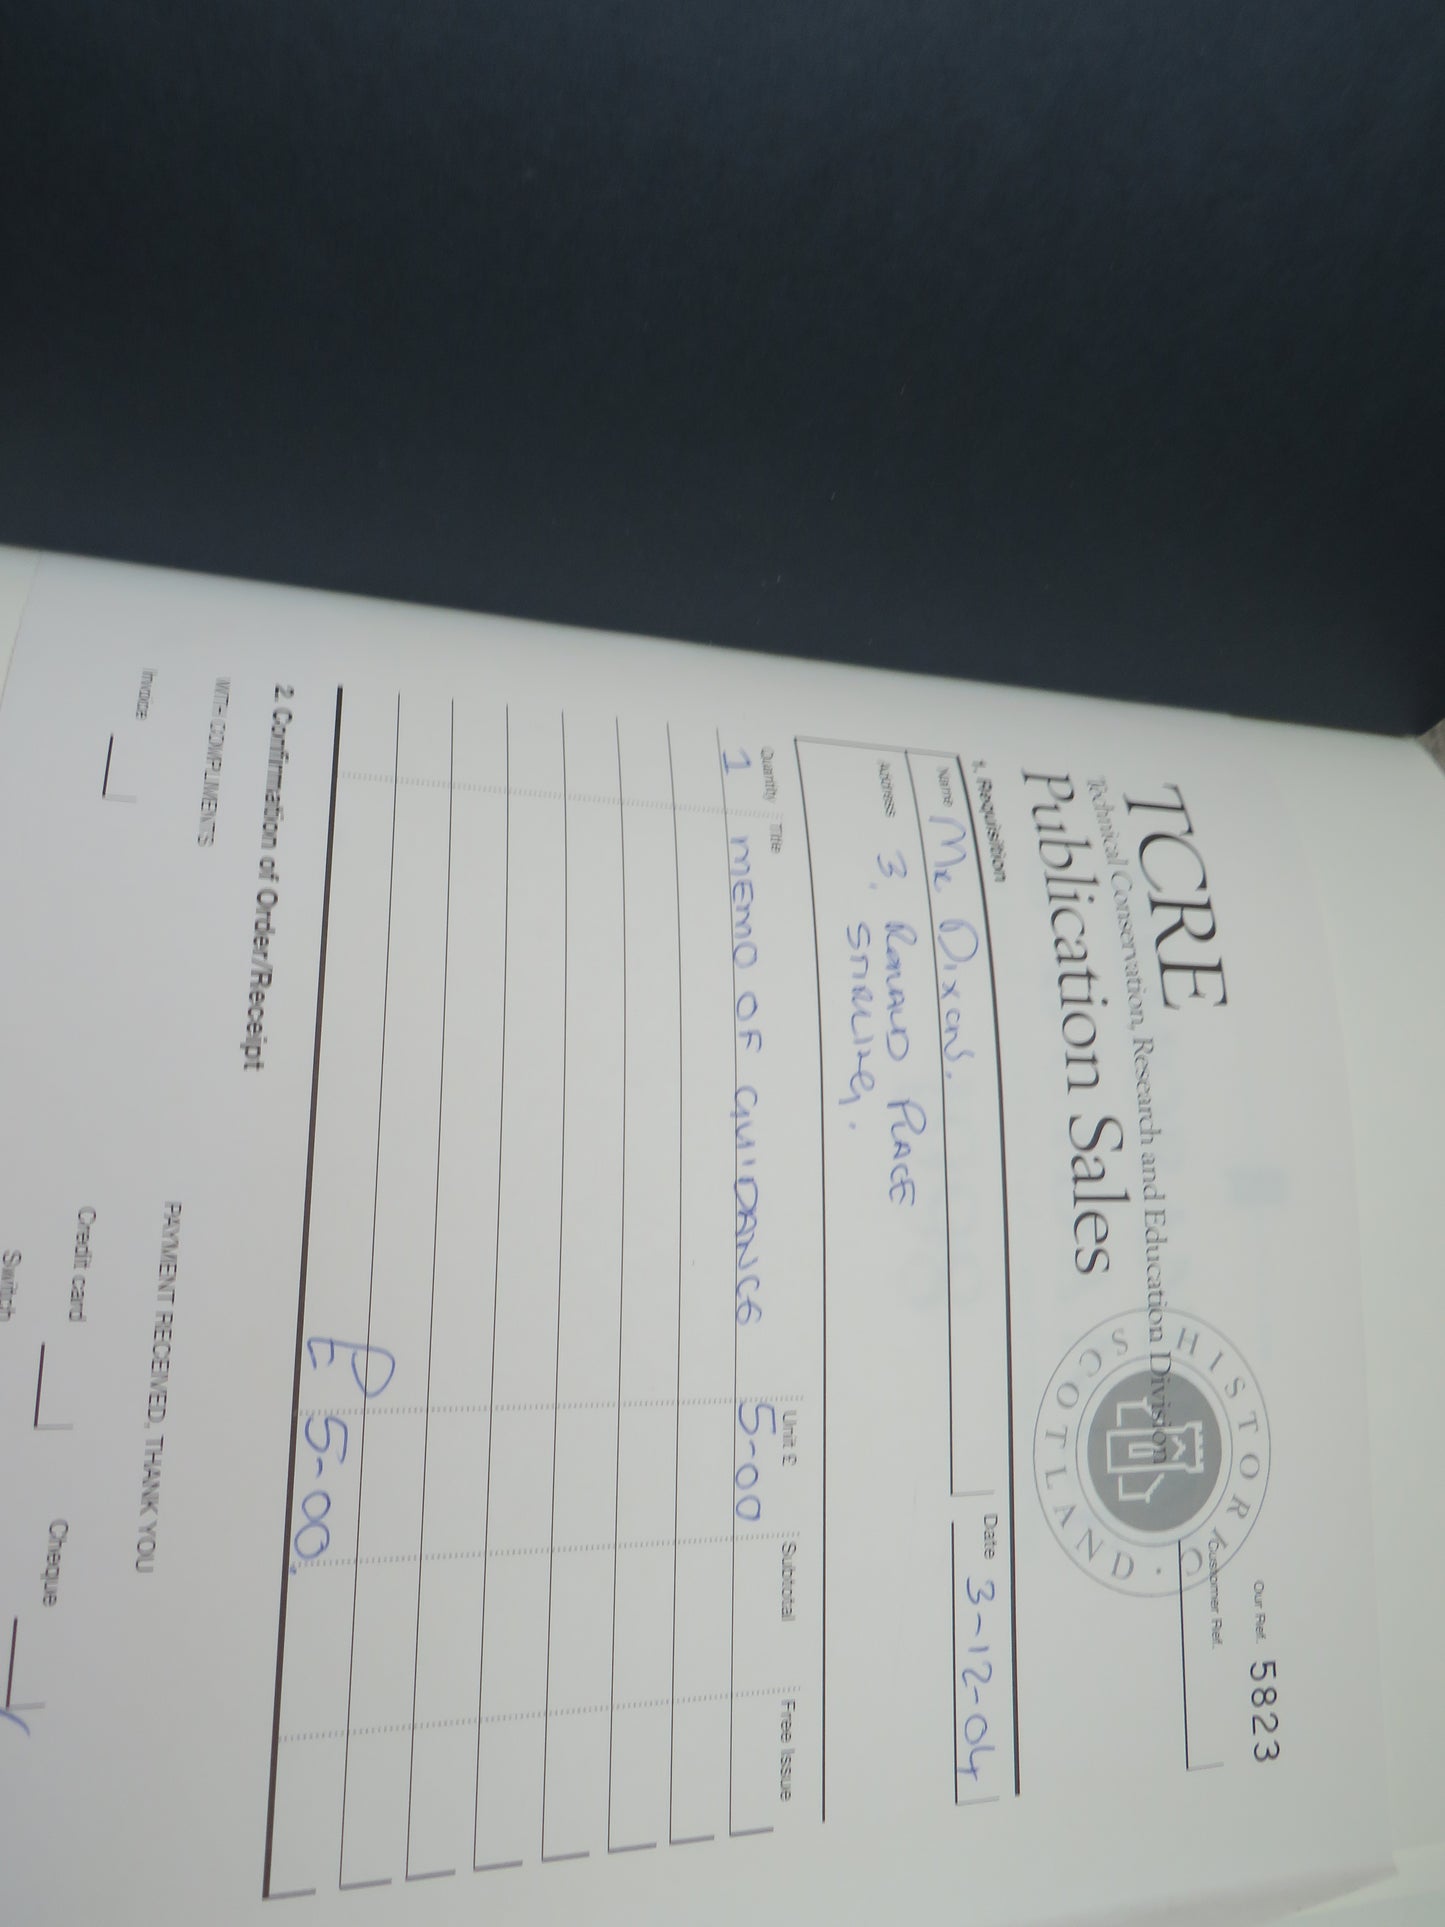 Our Ref. 5823
TCRE
Technical Conservation, Research and Education Division
Customer Ref.
Publication Sales
HISTORIC SCOTLAND
1. Requisition
Name Mr Dixon.
Date 3-12-04
Address 3, RONALD PLACE
STIRLING.
Quantity Title Unit £ Subtotal Free Issue
1 MEMO OF GUIDANCE 5-00
£ 5-00.
2. Confirmation of Order/Receipt
WITH COMPLIMENTS
PAYMENT RECEIVED, THANK YOU
Invoice
Credit card
Cheque
Switch